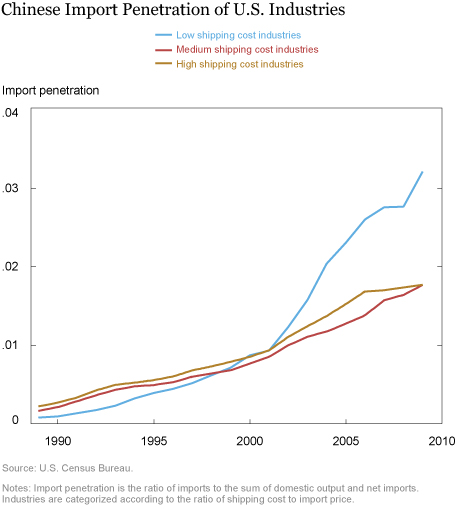 Chinese Import Penetration of U.S. Industries
Low shipping cost industries
Medium shipping cost industries
High shipping cost industries
Import penetration
.04
.03
.02
.01
0
1990 1995 2000 2005 2010
Source: U.S. Census Bureau.
Notes: Import penetration is the ratio of imports to the sum of domestic output and net imports.
Industries are categorized according to the ratio of shipping cost to import price.